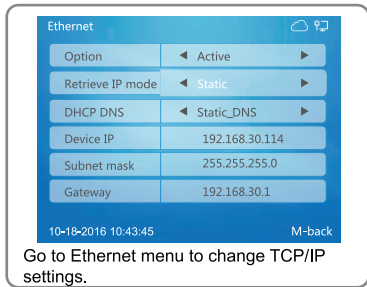 Ethernet
Option ◀ Active ▶
Retrieve IP mode ◀ Static ▶
DHCP DNS ◀ Static_DNS ▶
Device IP 192.168.30.114
Subnet mask 255.255.255.0
Gateway 192.168.30.1
10-18-2016 10:43:45 M-back
Go to Ethernet menu to change TCP/IP
settings.